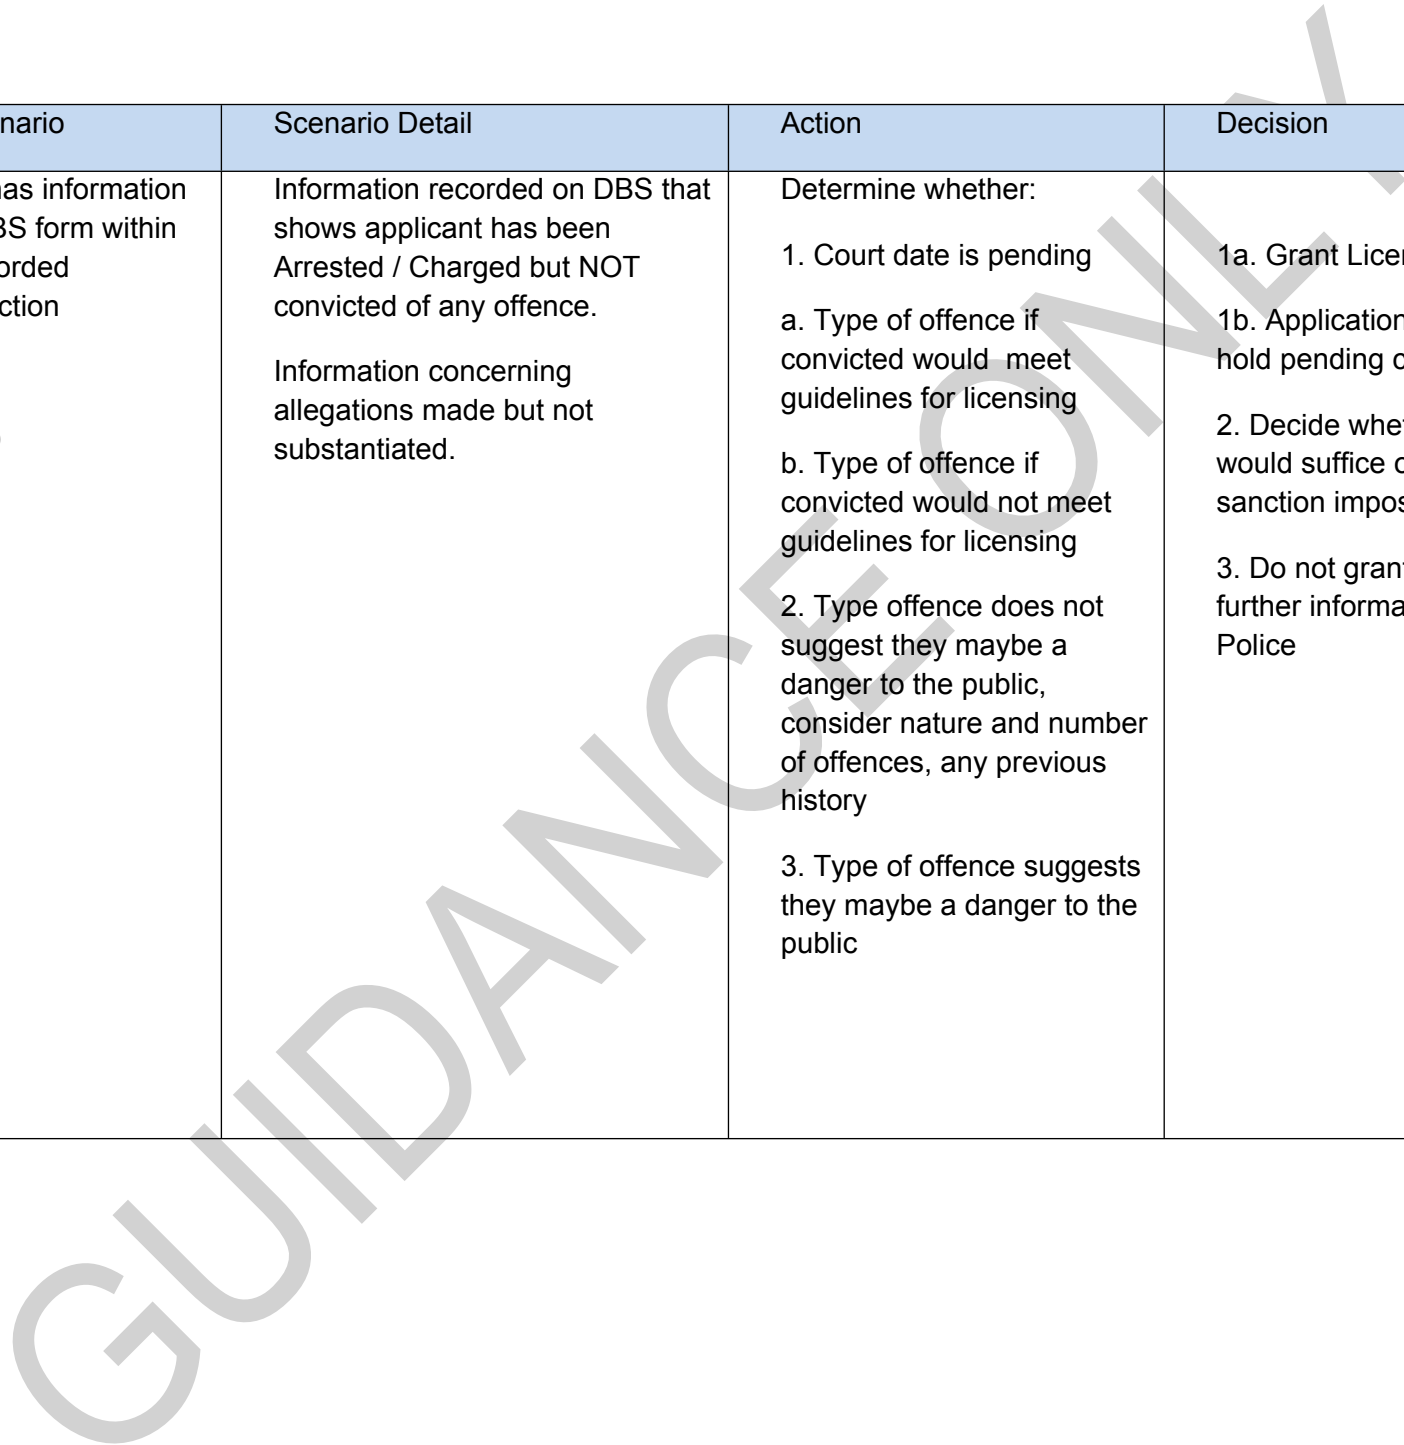 nario
Scenario Detail
Action
Decision
has information
BS form within
orded
ction
Information recorded on DBS that
shows applicant has been
Arrested / Charged but NOT
convicted of any offence.
Information concerning
allegations made but not
substantiated.
Determine whether:
1. Court date is pending
a. Type of offence if
convicted would  meet
guidelines for licensing
b. Type of offence if
convicted would not meet
guidelines for licensing
2. Type offence does not
suggest they maybe a
danger to the public,
consider nature and number
of offences, any previous
history
3. Type of offence suggests
they maybe a danger to the
public
1a. Grant Licen
1b. Application
hold pending c
2. Decide whet
would suffice o
sanction impos
3. Do not grant
further informa
Police
GUIDANCE ONLY